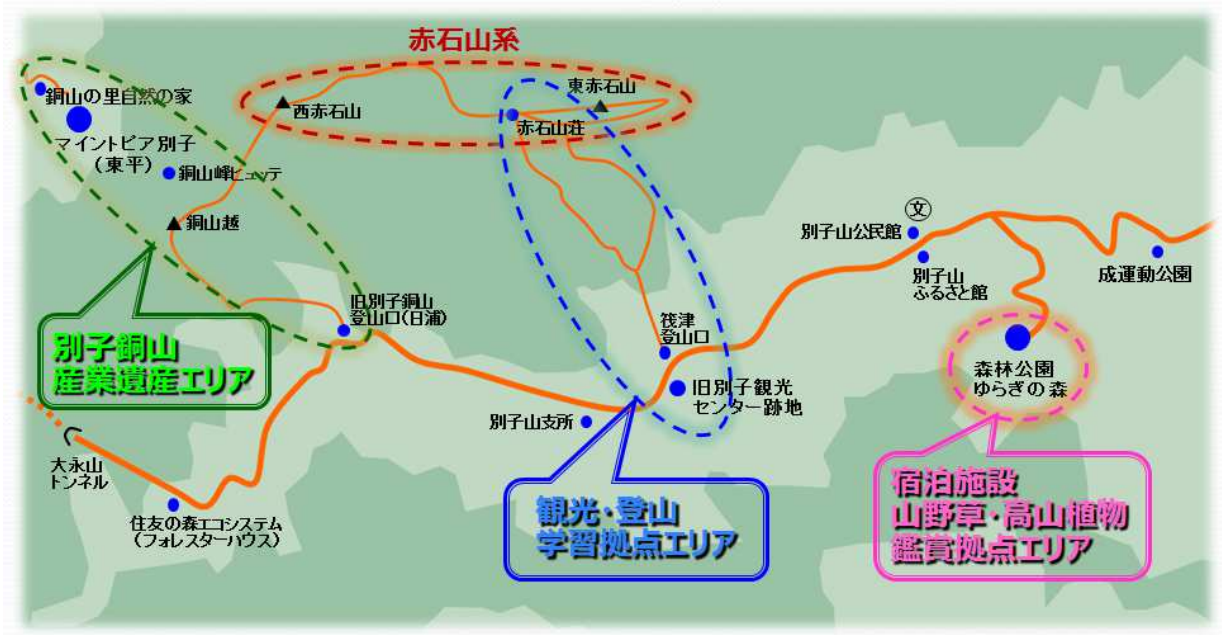 赤石山系
銅山の里自然の家
マイントピア別子
(東平)
銅山峰ヒュッテ
銅山越
西赤石山
東赤石山
赤石山荘
旧別子銅山
登山口(日浦)
別子銅山
産業遺産エリア
大永山
トンネル
住友の森エコシステム
(フォレスターハウス)
別子山支所
筏津
登山口
旧別子観光
センター跡地
観光・登山
学習拠点エリア
文
別子山公民館
別子山
ふるさと館
成運動公園
森林公園
ゆらぎの森
宿泊施設
山野草・高山植物
鑑賞拠点エリア